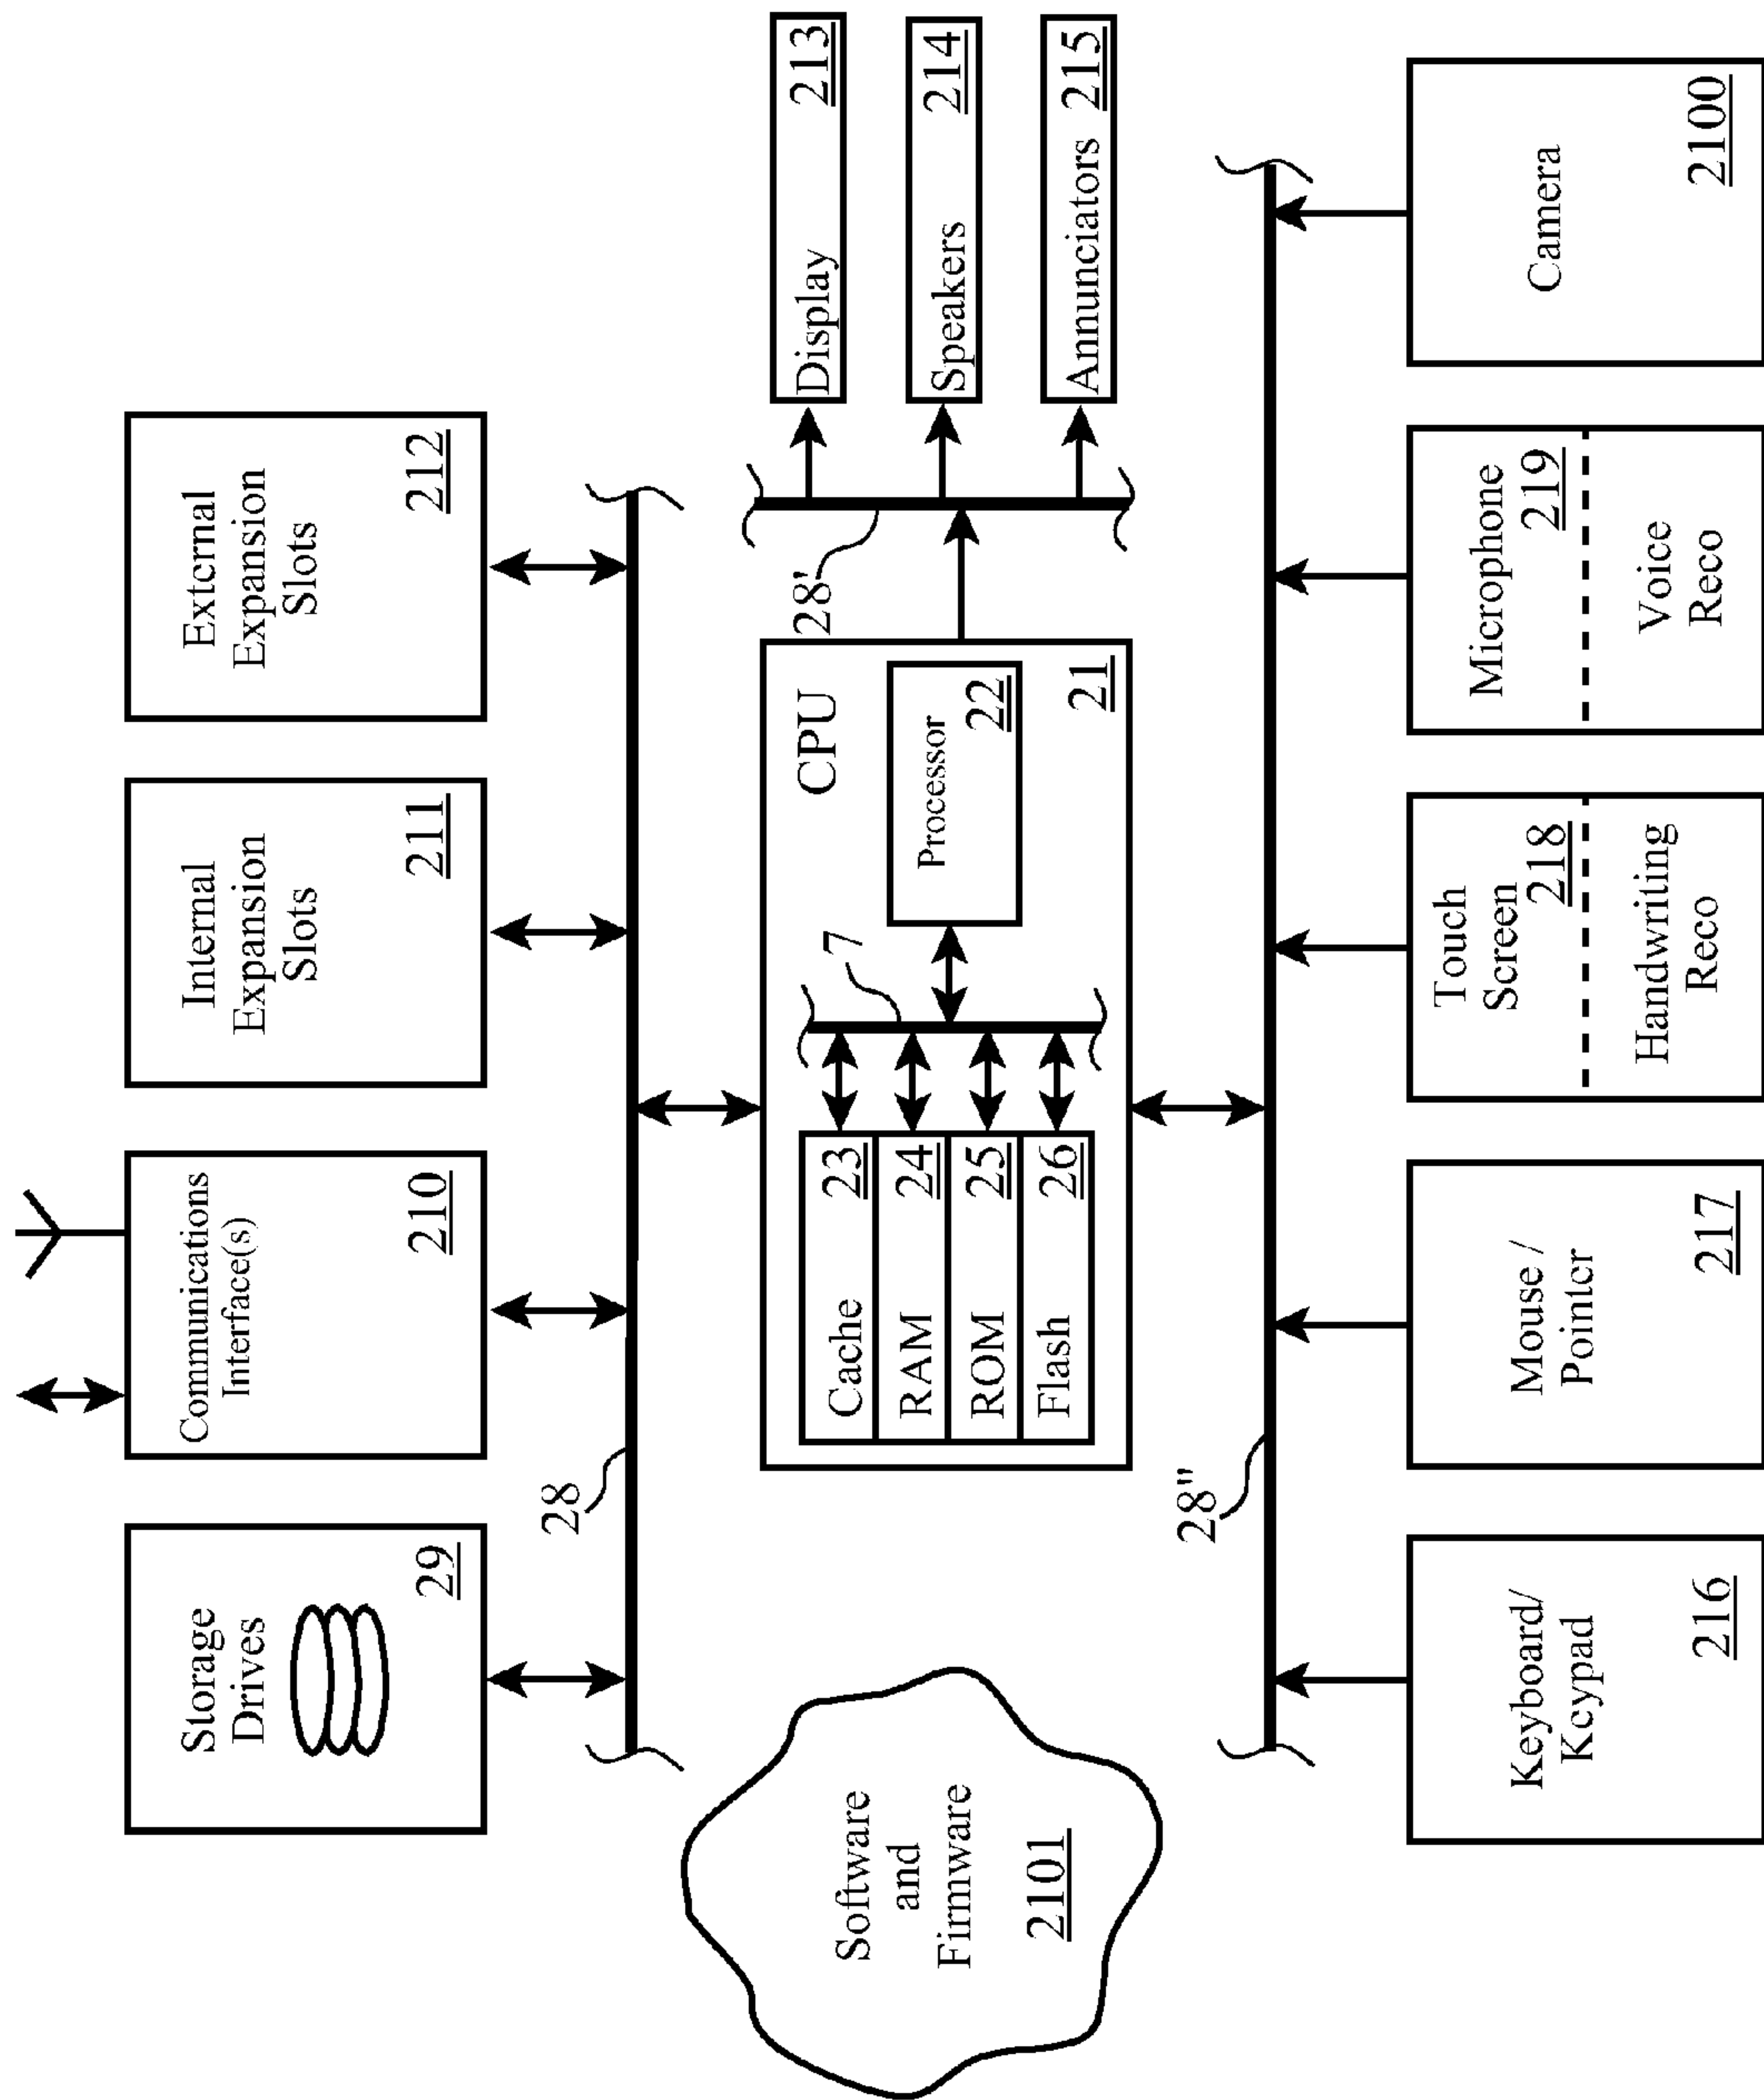 Storage
Drives
29
Communications
Interface(s)
210
Internal
Expansion
Slots
211
External
Expansion
Slots
212
28
Software
and
Firmware
2101
CPU
Cache 23
RAM 24
ROM 25
Flash 26
7
Processor
22
21
28'
Display 213
Speakers 214
Annunciators 215
28"
Keyboard/
Keypad
216
Mouse /
Pointer
217
Touch
Screen
218
Handwriting
Reco
Microphone
219
Voice
Reco
Camera
2100